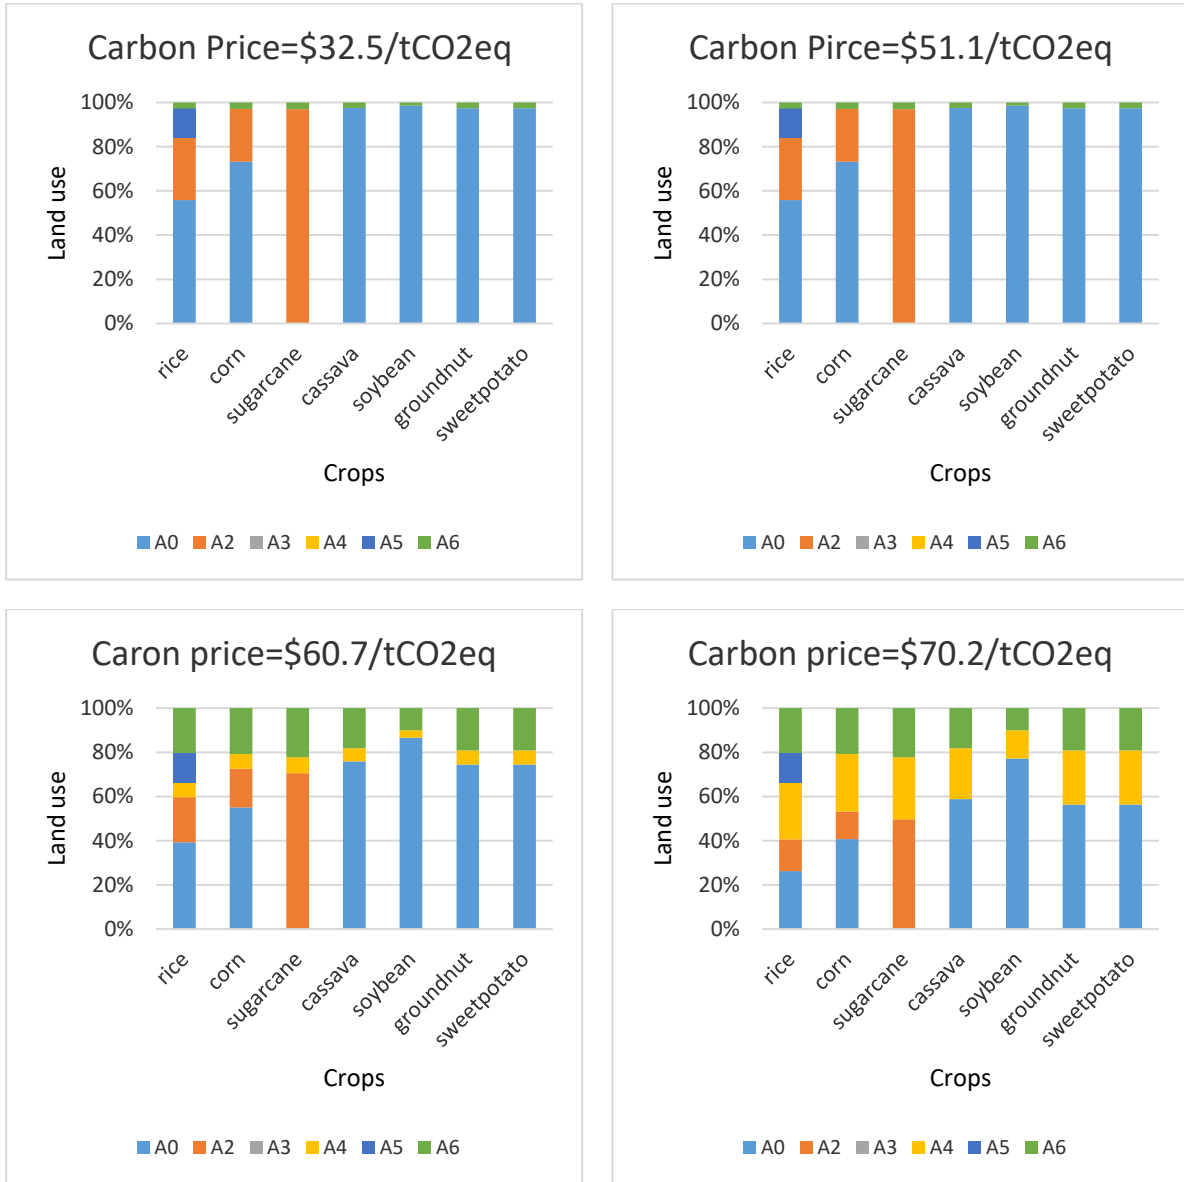 Carbon Price=$32.5/tCO2eq
100%
80%
60%
40%
20%
0%
Land use
rice
corn
sugarcane
cassava
soybean
groundnut
sweetpotato
Crops
A0 A2 A3 A4 A5 A6
Carbon Pirce=$51.1/tCO2eq
100%
80%
60%
40%
20%
0%
Land use
rice
corn
sugarcane
cassava
soybean
groundnut
sweetpotato
Crops
A0 A2 A3 A4 A5 A6
Caron price=$60.7/tCO2eq
100%
80%
60%
40%
20%
0%
Land use
rice
corn
sugarcane
cassava
soybean
groundnut
sweetpotato
Crops
A0 A2 A3 A4 A5 A6
Carbon price=$70.2/tCO2eq
100%
80%
60%
40%
20%
0%
Land use
rice
corn
sugarcane
cassava
soybean
groundnut
sweetpotato
Crops
A0 A2 A3 A4 A5 A6